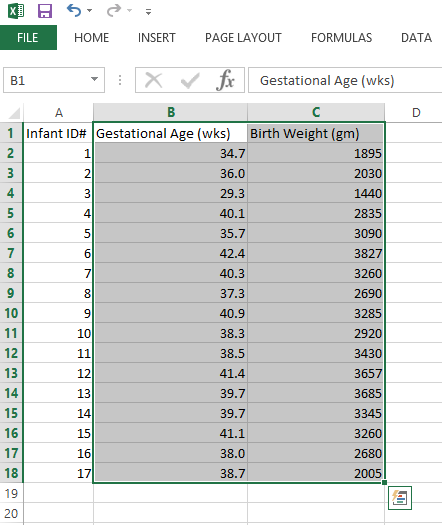 FILE HOME INSERT PAGE LAYOUT FORMULAS DATA
B1 fx Gestational Age (wks)
A B C D
1 Infant ID# Gestational Age (wks) Birth Weight (gm)
2 1 34.7 1895
3 2 36.0 2030
4 3 29.3 1440
5 4 40.1 2835
6 5 35.7 3090
7 6 42.4 3827
8 7 40.3 3260
9 8 37.3 2690
10 9 40.9 3285
11 10 38.3 2920
12 11 38.5 3430
13 12 41.4 3657
14 13 39.7 3685
15 14 39.7 3345
16 15 41.1 3260
17 16 38.0 2680
18 17 38.7 2005
19
20